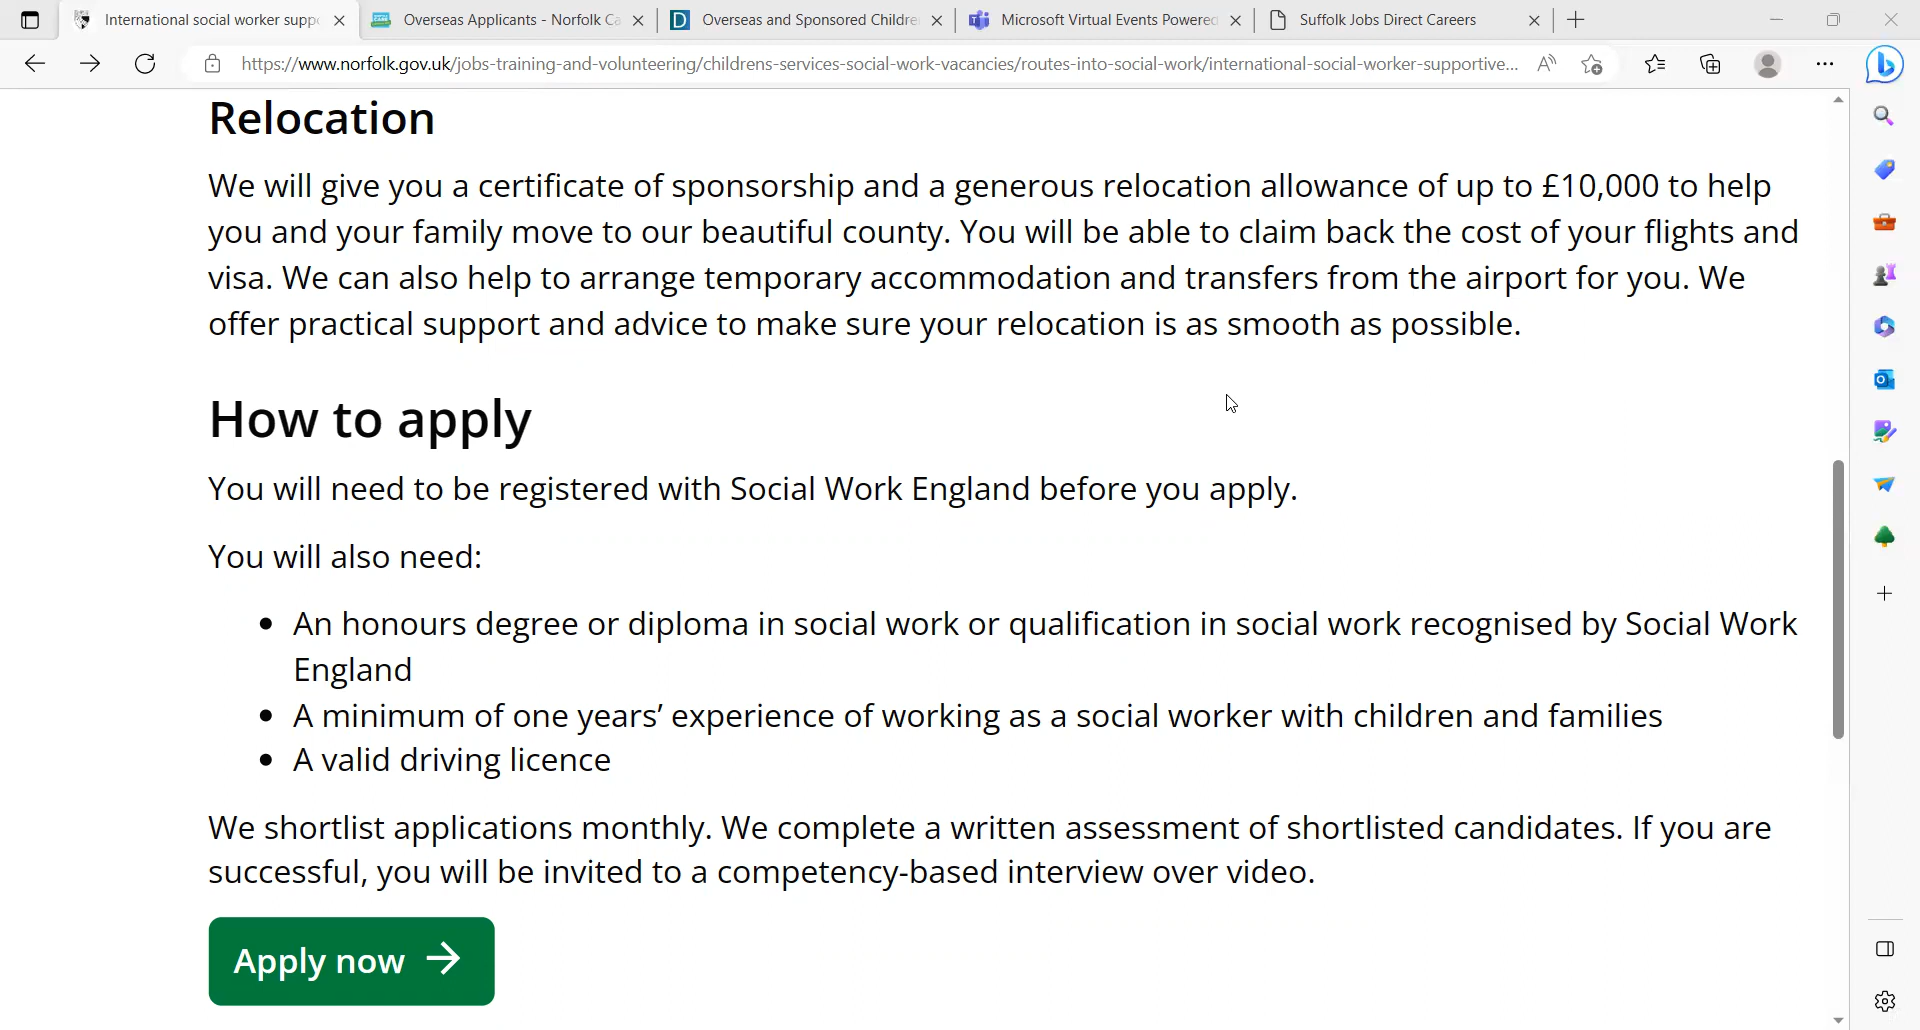 International social worker supp
Overseas Applicants - Norfolk Ca
Overseas and Sponsored Childre
Microsoft Virtual Events Powered
Suffolk Jobs Direct Careers
https://www.norfolk.gov.uk/jobs-training-and-volunteering/childrens-services-social-work-vacancies/routes-into-social-work/international-social-worker-supportive...
Relocation
We will give you a certificate of sponsorship and a generous relocation allowance of up to £10,000 to help
you and your family move to our beautiful county. You will be able to claim back the cost of your flights and
visa. We can also help to arrange temporary accommodation and transfers from the airport for you. We
offer practical support and advice to make sure your relocation is as smooth as possible.
How to apply
You will need to be registered with Social Work England before you apply.
You will also need:
• An honours degree or diploma in social work or qualification in social work recognised by Social Work
England
• A minimum of one years’ experience of working as a social worker with children and families
• A valid driving licence
We shortlist applications monthly. We complete a written assessment of shortlisted candidates. If you are
successful, you will be invited to a competency-based interview over video.
Apply now →